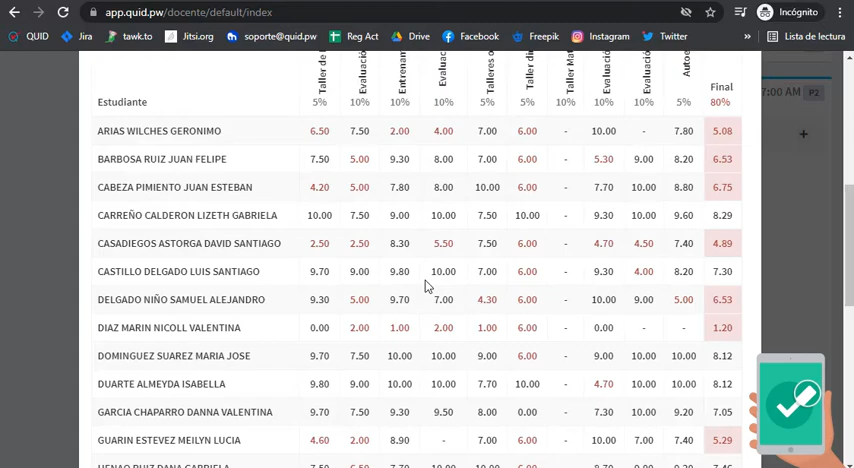 app.quid.pw/docente/default/index
Incógnito
QUID Jira tawk.to Jitsi.org soporte@quid.pw Reg Act Drive Facebook Freepik Instagram Twitter » Lista de lectura
7:00 AM P2
Taller de
Evaluació
Entrenam
Evaluac
Talleres o
Taller di
Taller Ma
Evaluació
Evaluació
Autoe
Final
Estudiante 5% 10% 10% 10% 5% 5% 10% 10% 10% 5% 80%
ARIAS WILCHES GERONIMO 6.50 7.50 2.00 4.00 7.00 6.00 - 10.00 - 7.80 5.08
BARBOSA RUIZ JUAN FELIPE 7.50 5.00 9.30 8.00 7.00 6.00 - 5.30 9.00 8.20 6.53
CABEZA PIMIENTO JUAN ESTEBAN 4.20 5.00 7.80 8.00 10.00 6.00 - 7.70 10.00 8.80 6.75
CARREÑO CALDERON LIZETH GABRIELA 10.00 7.50 9.00 10.00 7.50 10.00 - 9.30 10.00 9.60 8.29
CASADIEGOS ASTORGA DAVID SANTIAGO 2.50 2.50 8.30 5.50 7.50 6.00 - 4.70 4.50 7.40 4.89
CASTILLO DELGADO LUIS SANTIAGO 9.70 9.00 9.80 10.00 7.00 6.00 - 9.30 4.00 8.20 7.30
DELGADO NIÑO SAMUEL ALEJANDRO 9.30 5.00 9.70 7.00 4.30 6.00 - 10.00 9.00 5.00 6.53
DIAZ MARIN NICOLL VALENTINA 0.00 2.00 1.00 2.00 1.00 6.00 - 0.00 - - 1.20
DOMINGUEZ SUAREZ MARIA JOSE 9.70 7.50 10.00 10.00 9.00 6.00 - 9.00 10.00 10.00 8.12
DUARTE ALMEYDA ISABELLA 9.80 9.00 10.00 10.00 7.70 10.00 - 4.70 10.00 10.00 8.12
GARCIA CHAPARRO DANNA VALENTINA 9.70 7.50 9.30 9.50 8.00 0.00 - 7.30 10.00 9.20 7.05
GUARIN ESTEVEZ MEILYN LUCIA 4.60 2.00 8.90 - 7.00 6.00 - 10.00 7.00 7.40 5.29